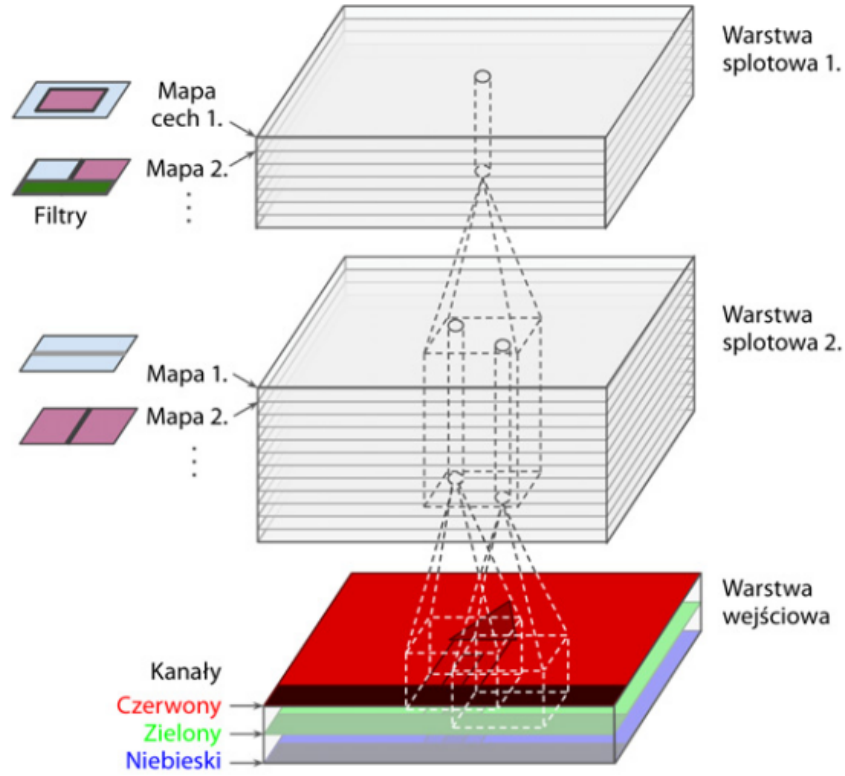 Warstwa
splotowa 1.
Mapa
cech 1.
Mapa 2.
Filtry
Warstwa
splotowa 2.
Mapa 1.
Mapa 2.
Warstwa
wejściowa
Kanały
Czerwony
Zielony
Niebieski